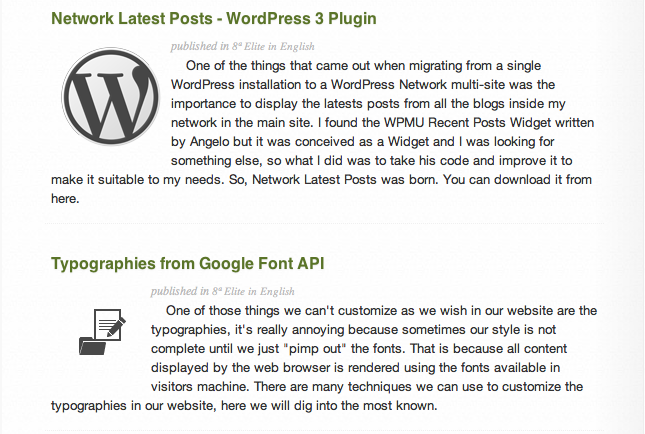 Network Latest Posts - WordPress 3 Plugin
published in 8ª Elite in English
One of the things that came out when migrating from a single
WordPress installation to a WordPress Network multi-site was the
importance to display the latests posts from all the blogs inside my
network in the main site. I found the WPMU Recent Posts Widget written
by Angelo but it was conceived as a Widget and I was looking for
something else, so what I did was to take his code and improve it to
make it suitable to my needs. So, Network Latest Posts was born. You can download it from
here.
Typographies from Google Font API
published in 8ª Elite in English
One of those things we can't customize as we wish in our website are the
typographies, it's really annoying because sometimes our style is not
complete until we just "pimp out" the fonts. That is because all content
displayed by the web browser is rendered using the fonts available in
visitors machine. There are many techniques we can use to customize the
typographies in our website, here we will dig into the most known.